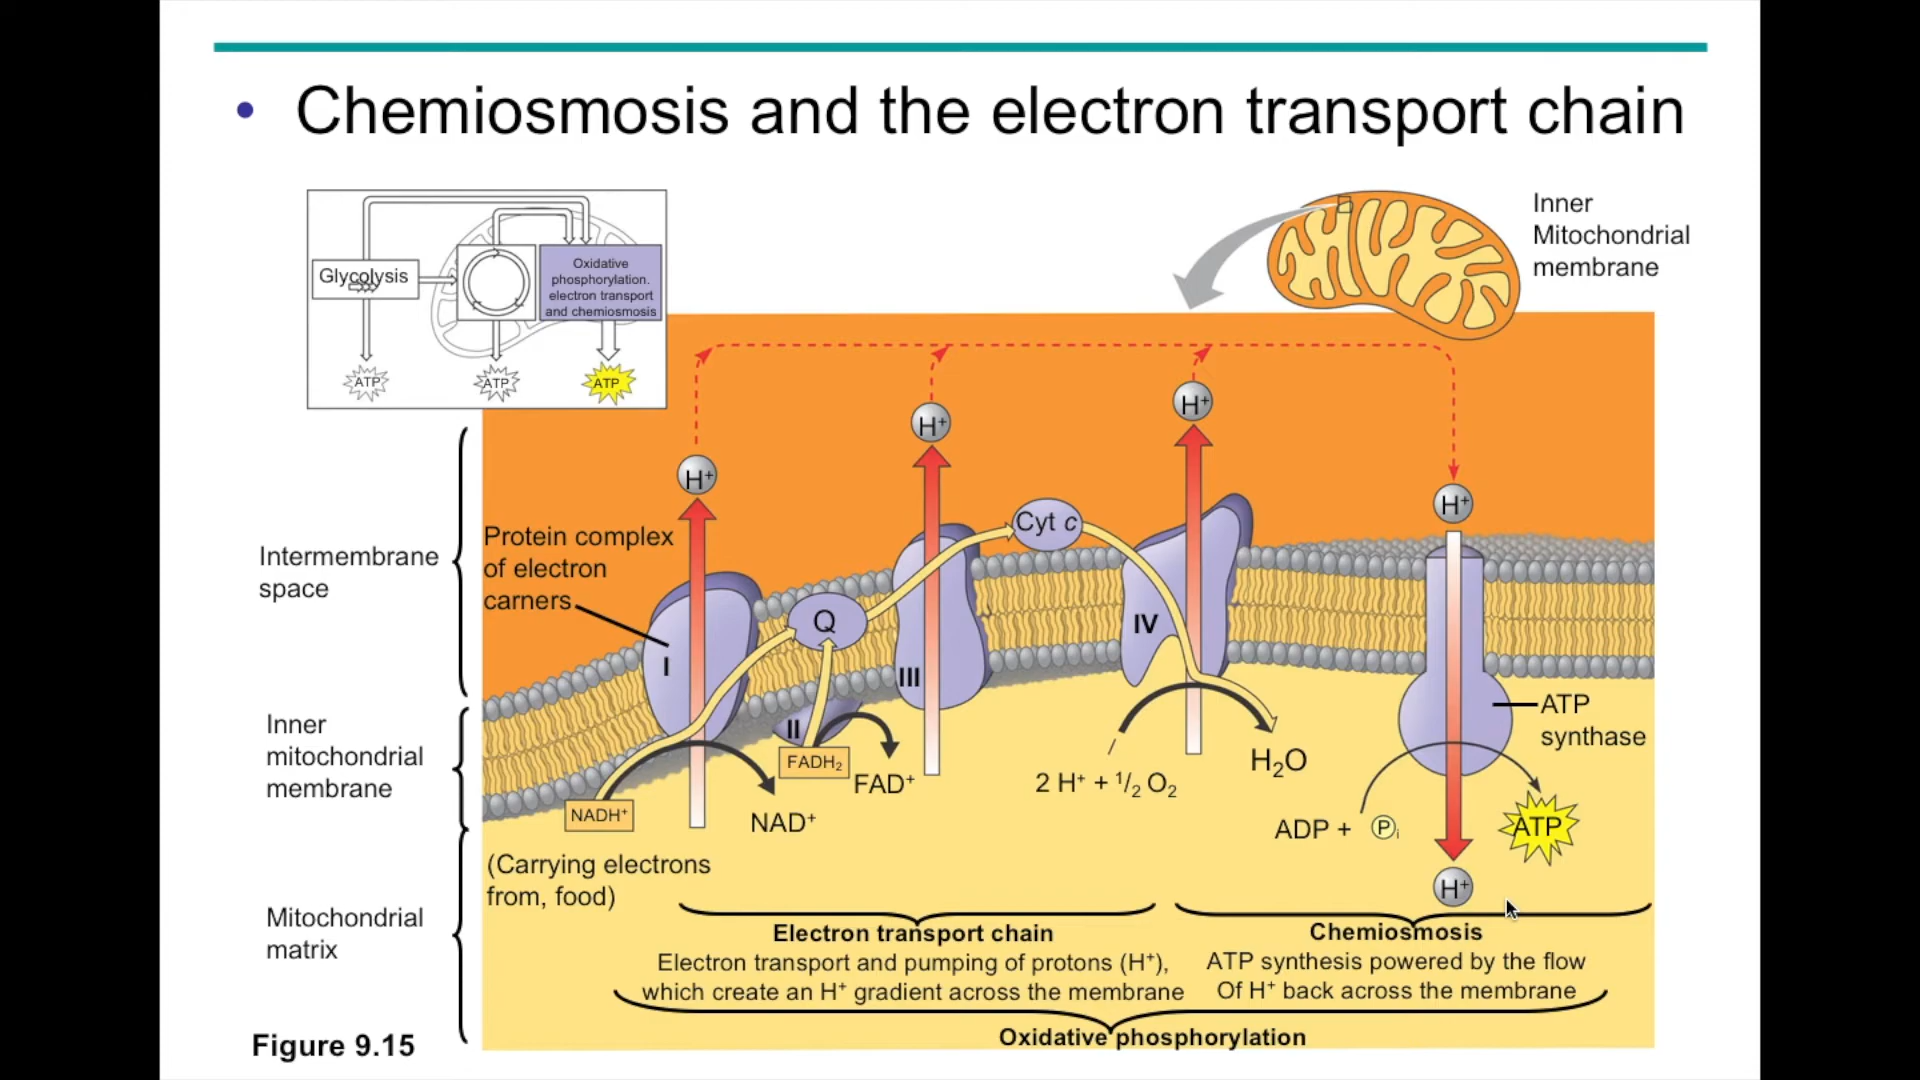 • Chemiosmosis and the electron transport chain
Glycolysis
Oxidative
phosphorylation.
electron transport
and chemiosmosis
ATP
ATP
ATP
Inner
Mitochondrial
membrane
H⁺
H⁺
H⁺
H⁺
Intermembrane
space
Protein complex
of electron
carners
Cyt c
Q
I
II
III
IV
Inner
mitochondrial
membrane
ATP
synthase
FADH₂
FAD⁺
NADH⁺
NAD⁺
2 H⁺ + ¹/₂ O₂
H₂O
ADP + Pᵢ
ATP
H⁺
(Carrying electrons
from, food)
Mitochondrial
matrix
Electron transport chain
Electron transport and pumping of protons (H⁺),
which create an H⁺ gradient across the membrane
Chemiosmosis
ATP synthesis powered by the flow
Of H⁺ back across the membrane
Oxidative phosphorylation
Figure 9.15